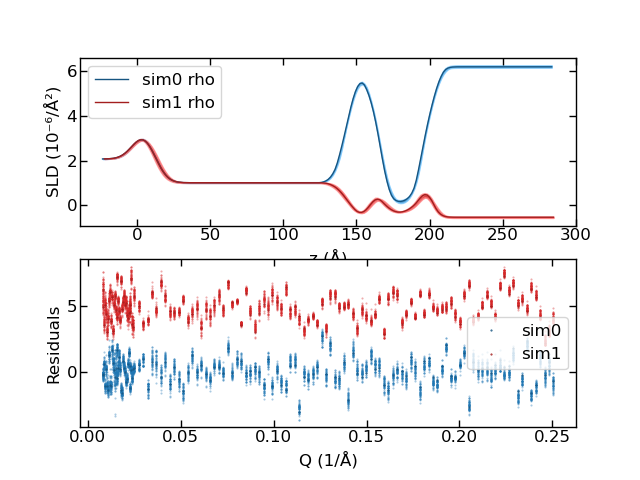 6
4
2
0
SLD (10⁻⁶/Å²)
sim0 rho
sim1 rho
0
50
100
150
200
250
300
z (Å)
5
0
Residuals
sim0
sim1
0.00
0.05
0.10
0.15
0.20
0.25
Q (1/Å)